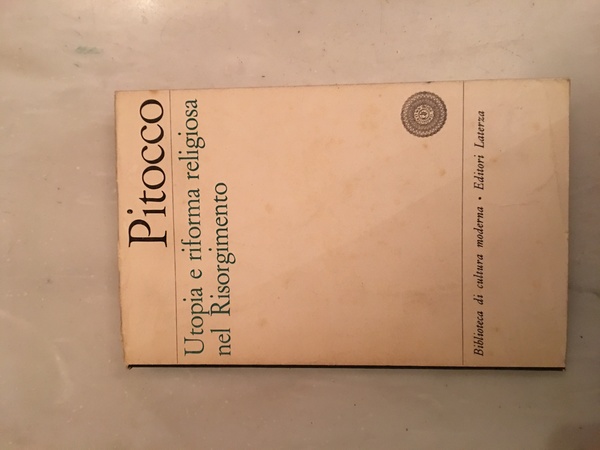 Pitocco
Utopia e riforma religiosa
nel Risorgimento
Biblioteca di cultura moderna • Editori Laterza